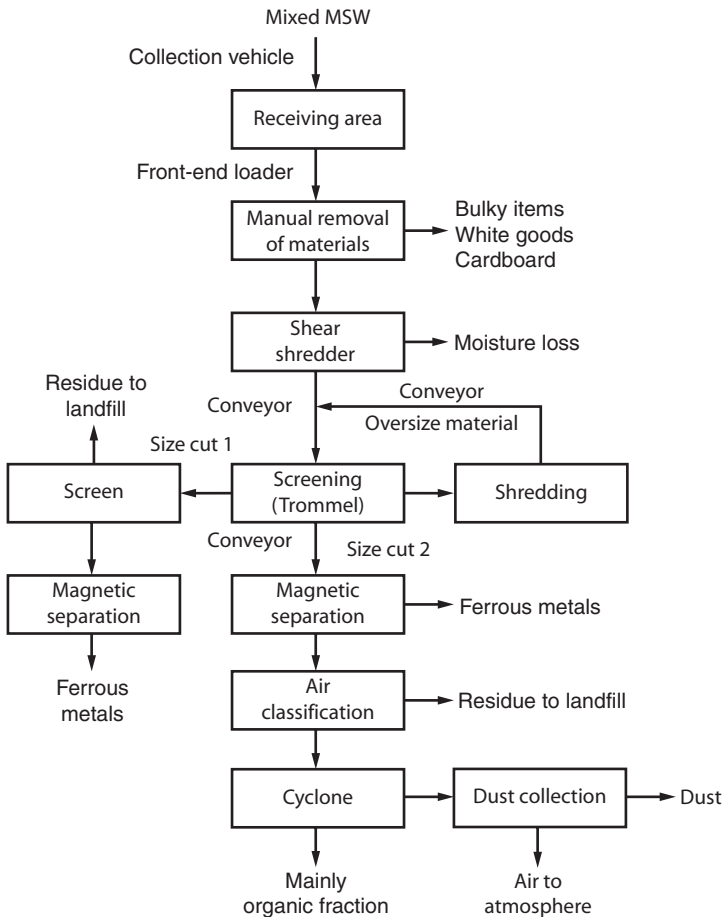 Mixed MSW
Collection vehicle
Receiving area
Front-end loader
Manual removal
of materials
Bulky items
White goods
Cardboard
Shear
shredder
Moisture loss
Residue to
landfill
Conveyor
Conveyor
Oversize material
Size cut 1
Screen
Screening
(Trommel)
Shredding
Conveyor
Size cut 2
Magnetic
separation
Magnetic
separation
Ferrous metals
Ferrous
metals
Air
classification
Residue to landfill
Cyclone
Dust collection
Dust
Mainly
organic fraction
Air to
atmosphere